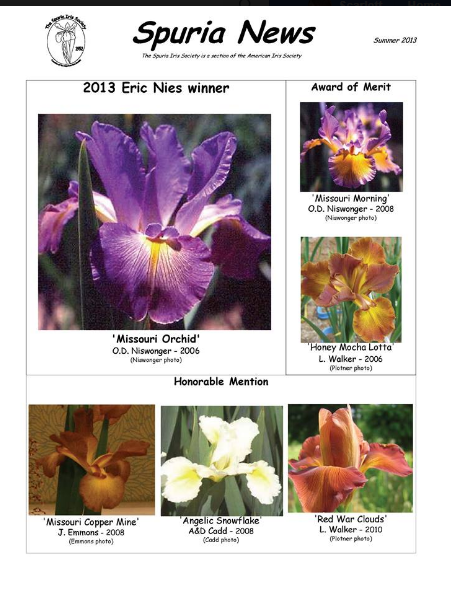 The Spuria Iris Society
1952
Spuria News
Summer 2013
The Spuria Iris Society is a section of the American Iris Society
2013 Eric Nies winner
'Missouri Orchid'
O.D. Niswonger - 2006
(Niswonger photo)
Award of Merit
'Missouri Morning'
O.D. Niswonger - 2008
(Niswonger photo)
'Honey Mocha Lotta'
L. Walker - 2006
(Plotner photo)
Honorable Mention
'Missouri Copper Mine'
J. Emmons - 2008
(Emmons photo)
'Angelic Snowflake'
A&D Cadd - 2008
(Cadd photo)
'Red War Clouds'
L. Walker - 2010
(Plotner photo)